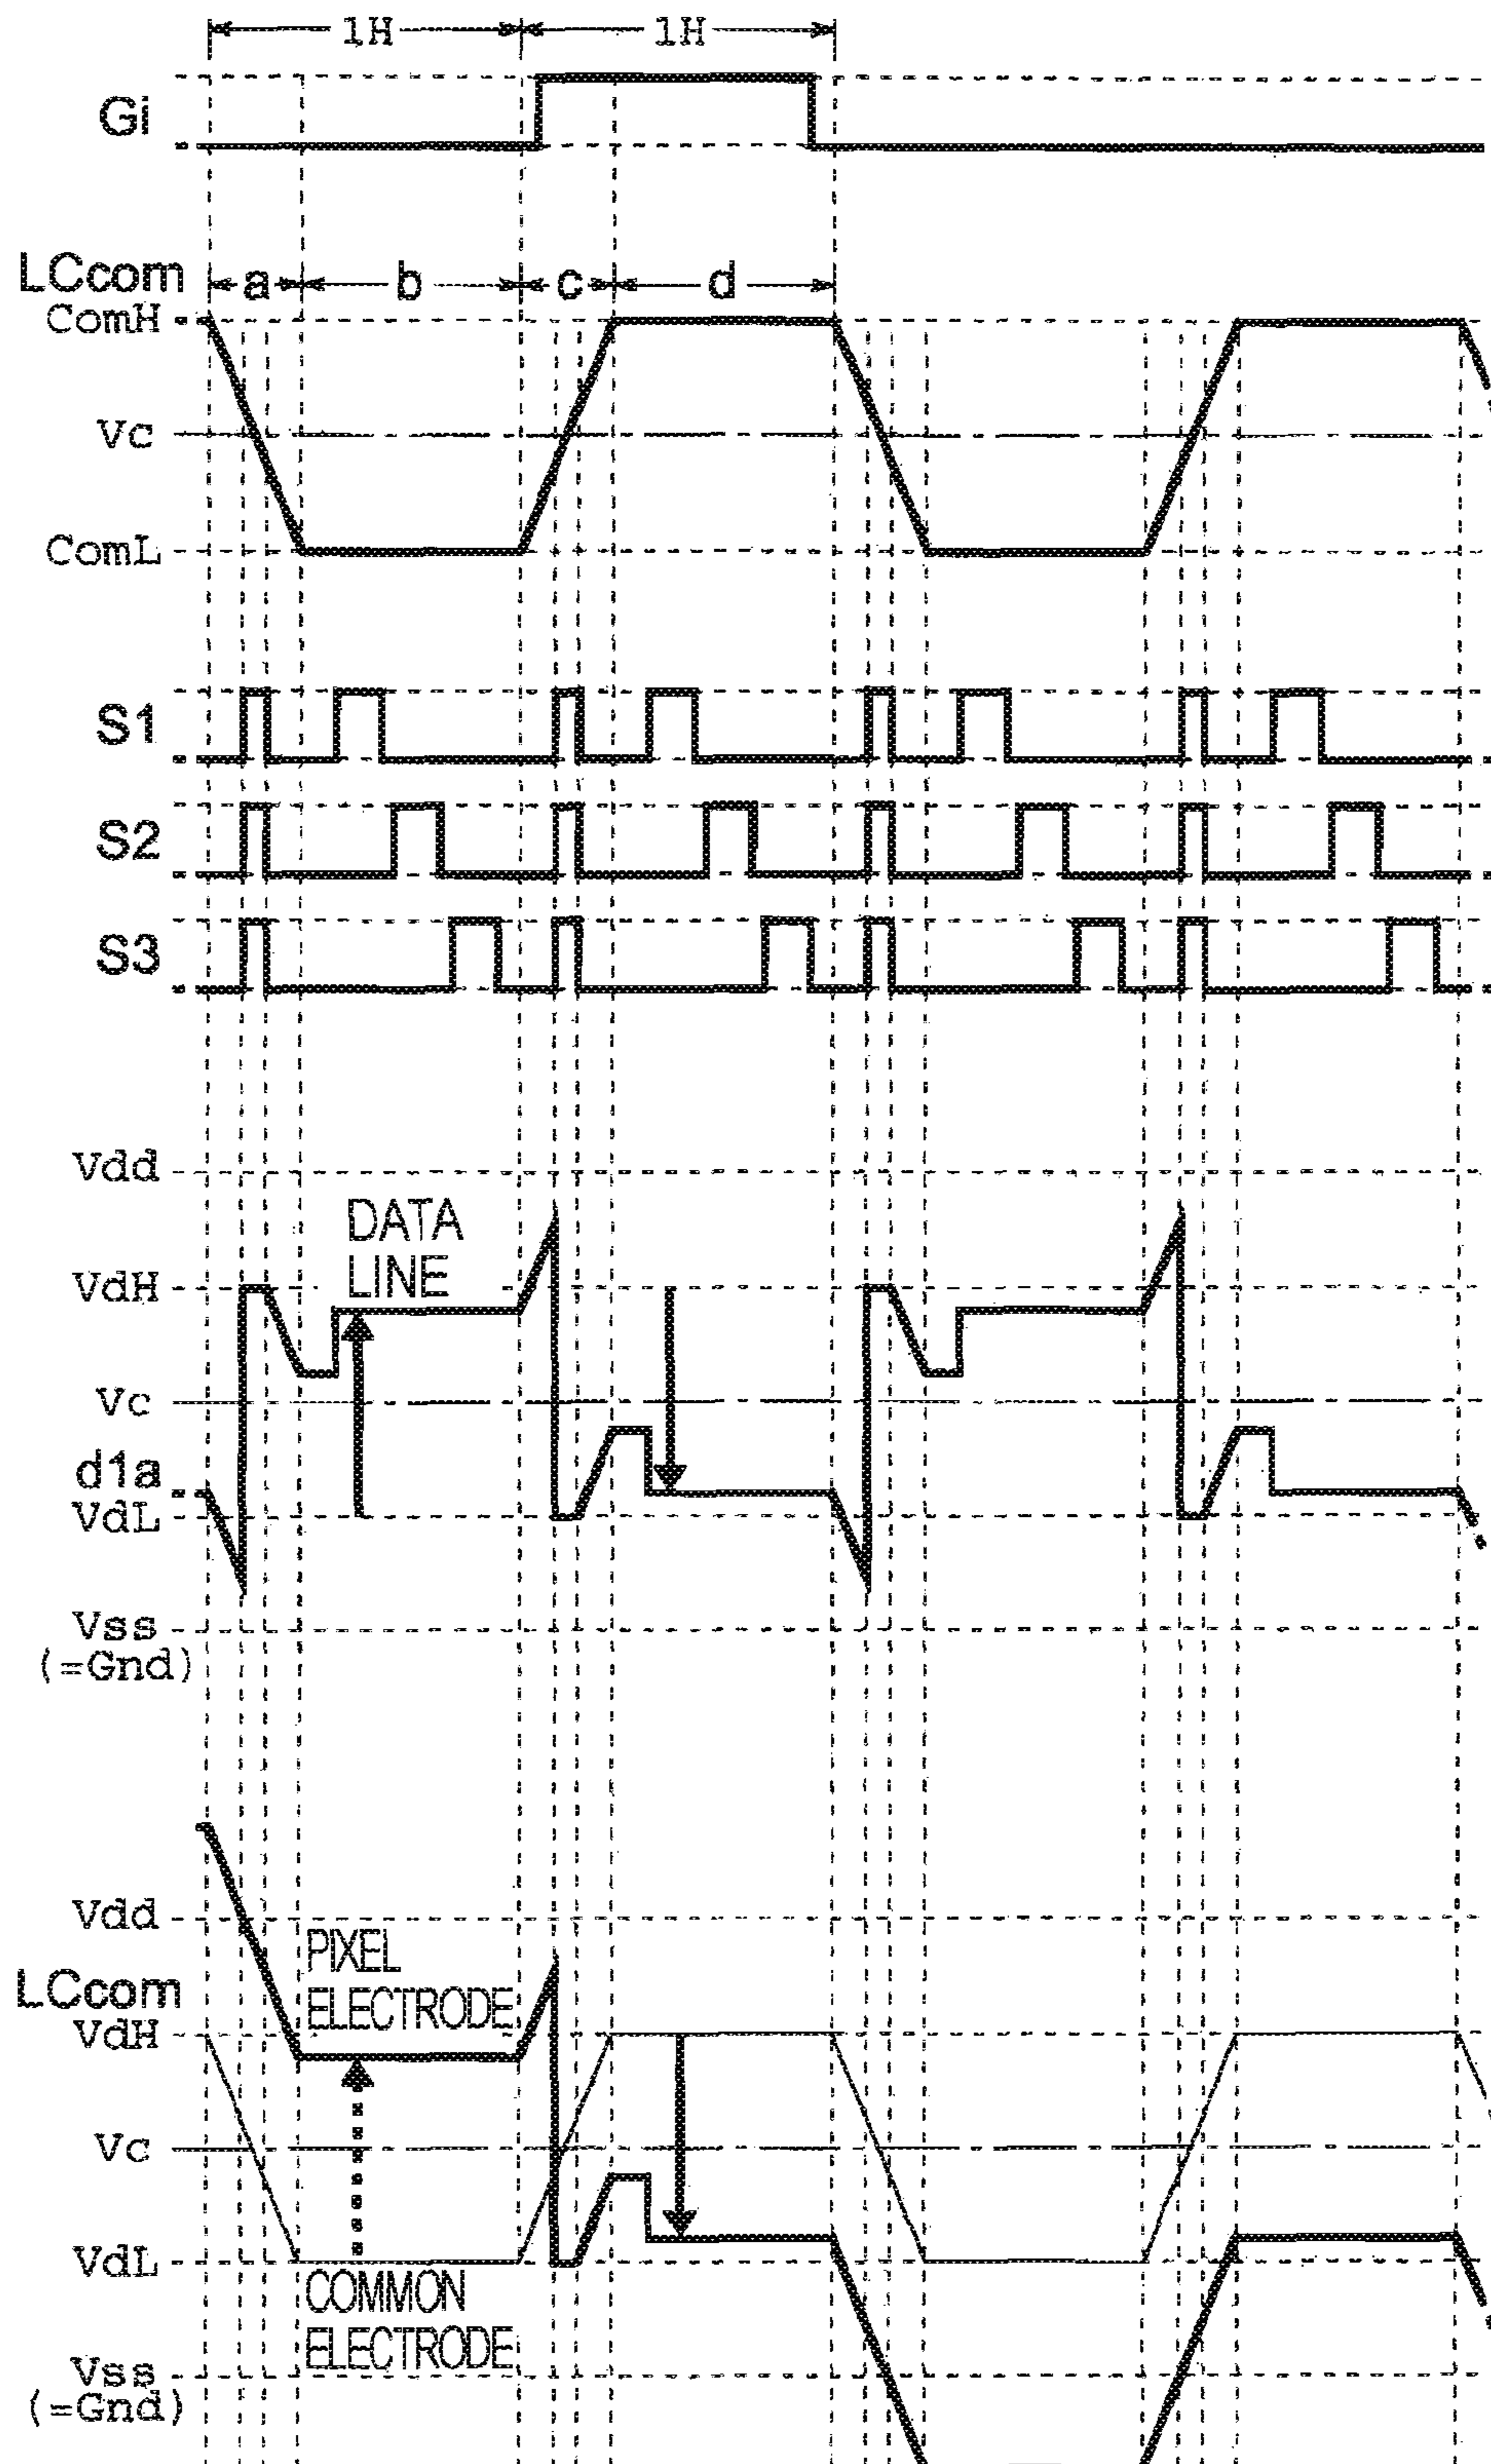 1H 1H
Gi
LCcom a b c d
ComH
Vc
ComL
S1
S2
S3
Vdd
DATA
LINE
VdH
Vc
d1a
VdL
Vss
(=Gnd)
Vdd
PIXEL
LCcom ELECTRODE
VdH
Vc
VdL
COMMON
ELECTRODE
Vss
(=Gnd)